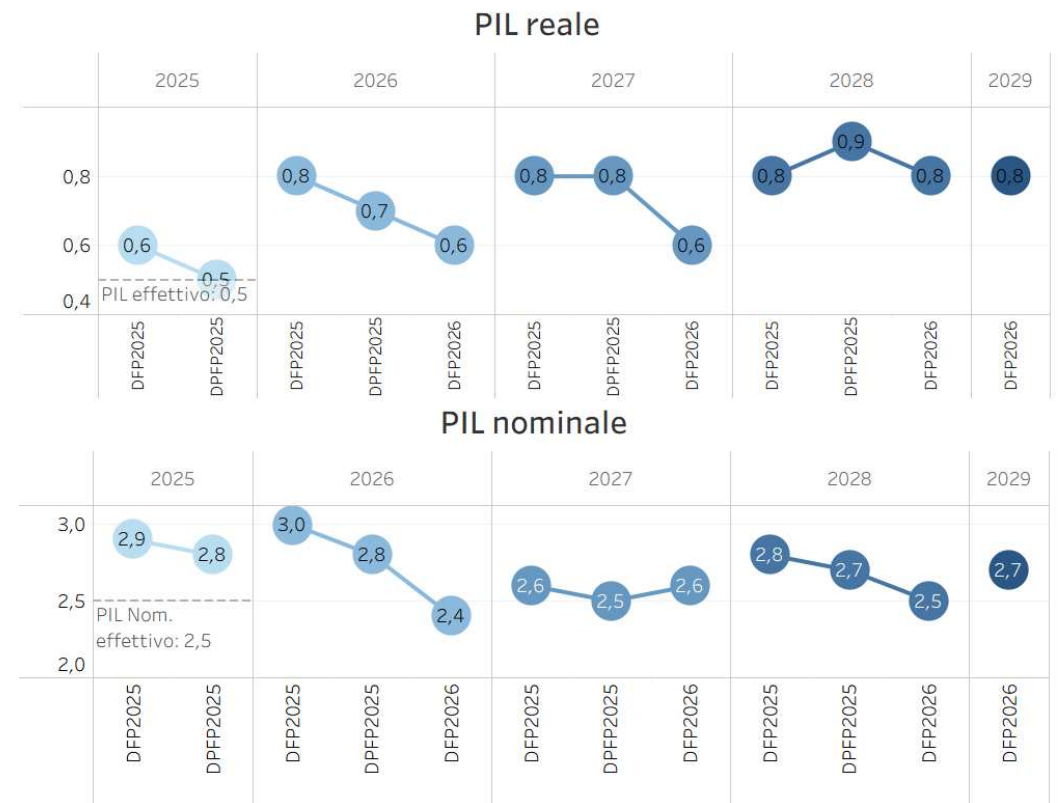 PIL reale
2025 2026 2027 2028 2029
0,9
0,8 0,8 0,8 0,8 0,8 0,8 0,8
0,7
0,6 0,6 0,6 0,6
0,5
PIL effettivo: 0,5
0,4
DFP2025 DPFP2025 DFP2025 DPFP2025 DFP2026 DFP2025 DPFP2025 DFP2026 DFP2025 DPFP2025 DFP2026 DFP2026
PIL nominale
2025 2026 2027 2028 2029
3,0 3,0
2,9
2,8 2,8 2,8
2,7 2,7
2,6 2,6
2,5 2,5 2,5
PIL Nom.
2,4
effettivo: 2,5
2,0
DFP2025 DPFP2025 DFP2025 DPFP2025 DFP2026 DFP2025 DPFP2025 DFP2026 DFP2025 DPFP2025 DFP2026 DFP2026